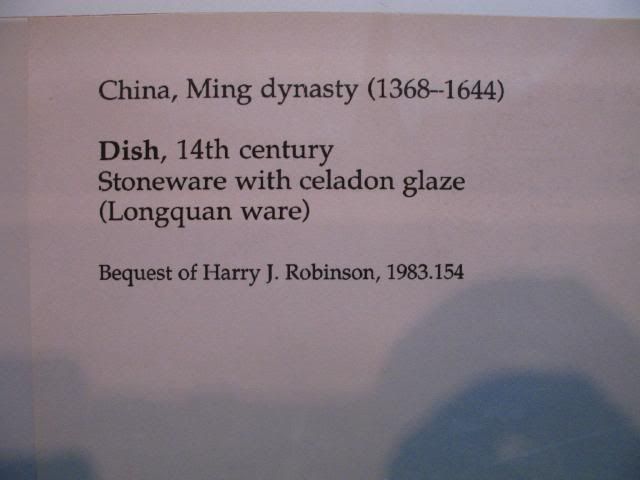 China, Ming dynasty (1368–1644)
Dish, 14th century
Stoneware with celadon glaze
(Longquan ware)
Bequest of Harry J. Robinson, 1983.154